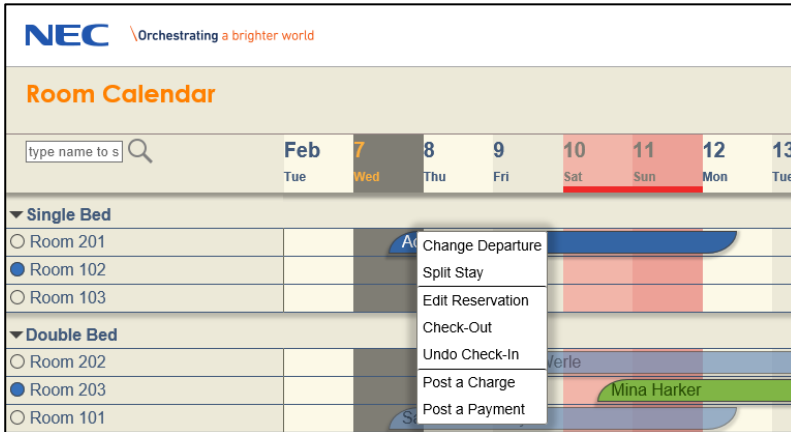 NEC \Orchestrating a brighter world
Room Calendar
type name to s
Feb 7 8 9 10 11 12 13
Tue Wed Thu Fri Sat Sun Mon Tue
Single Bed
Room 201
Change Departure
Split Stay
Room 102
Room 103
Edit Reservation
Check-Out
Double Bed
Undo Check-In
Room 202 Werle
Room 203 Post a Charge Mina Harker
Room 101 Post a Payment